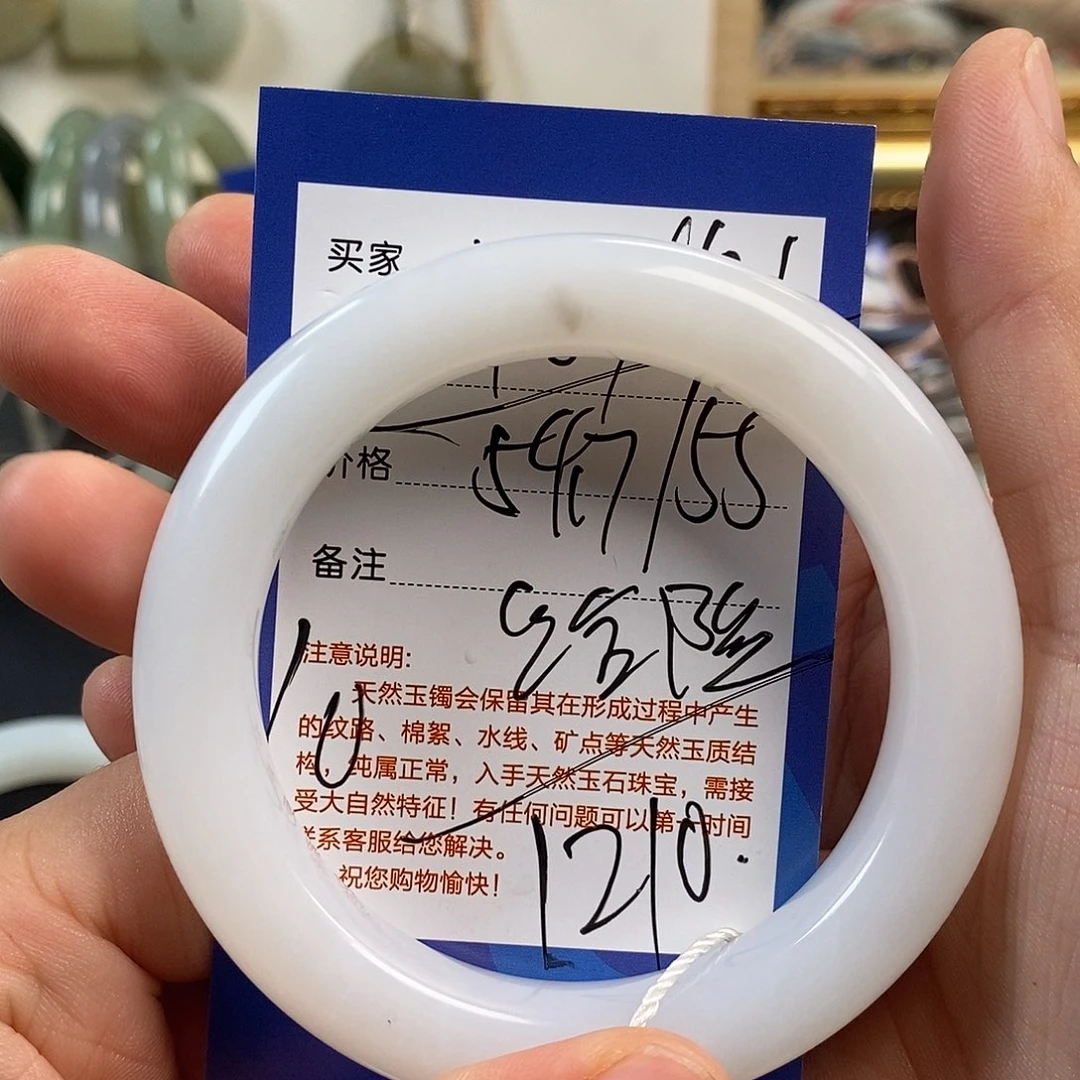 买家
价格 54.7/55
备注
10
注意说明:
天然玉镯会保留其在形成过程中产生
的纹路、棉絮、水线、矿点等天然玉质结
构，纯属正常，入手天然玉石珠宝，需接
受大自然特征！有任何问题可以第一时间
联系客服给您解决。
祝您购物愉快！
1210.